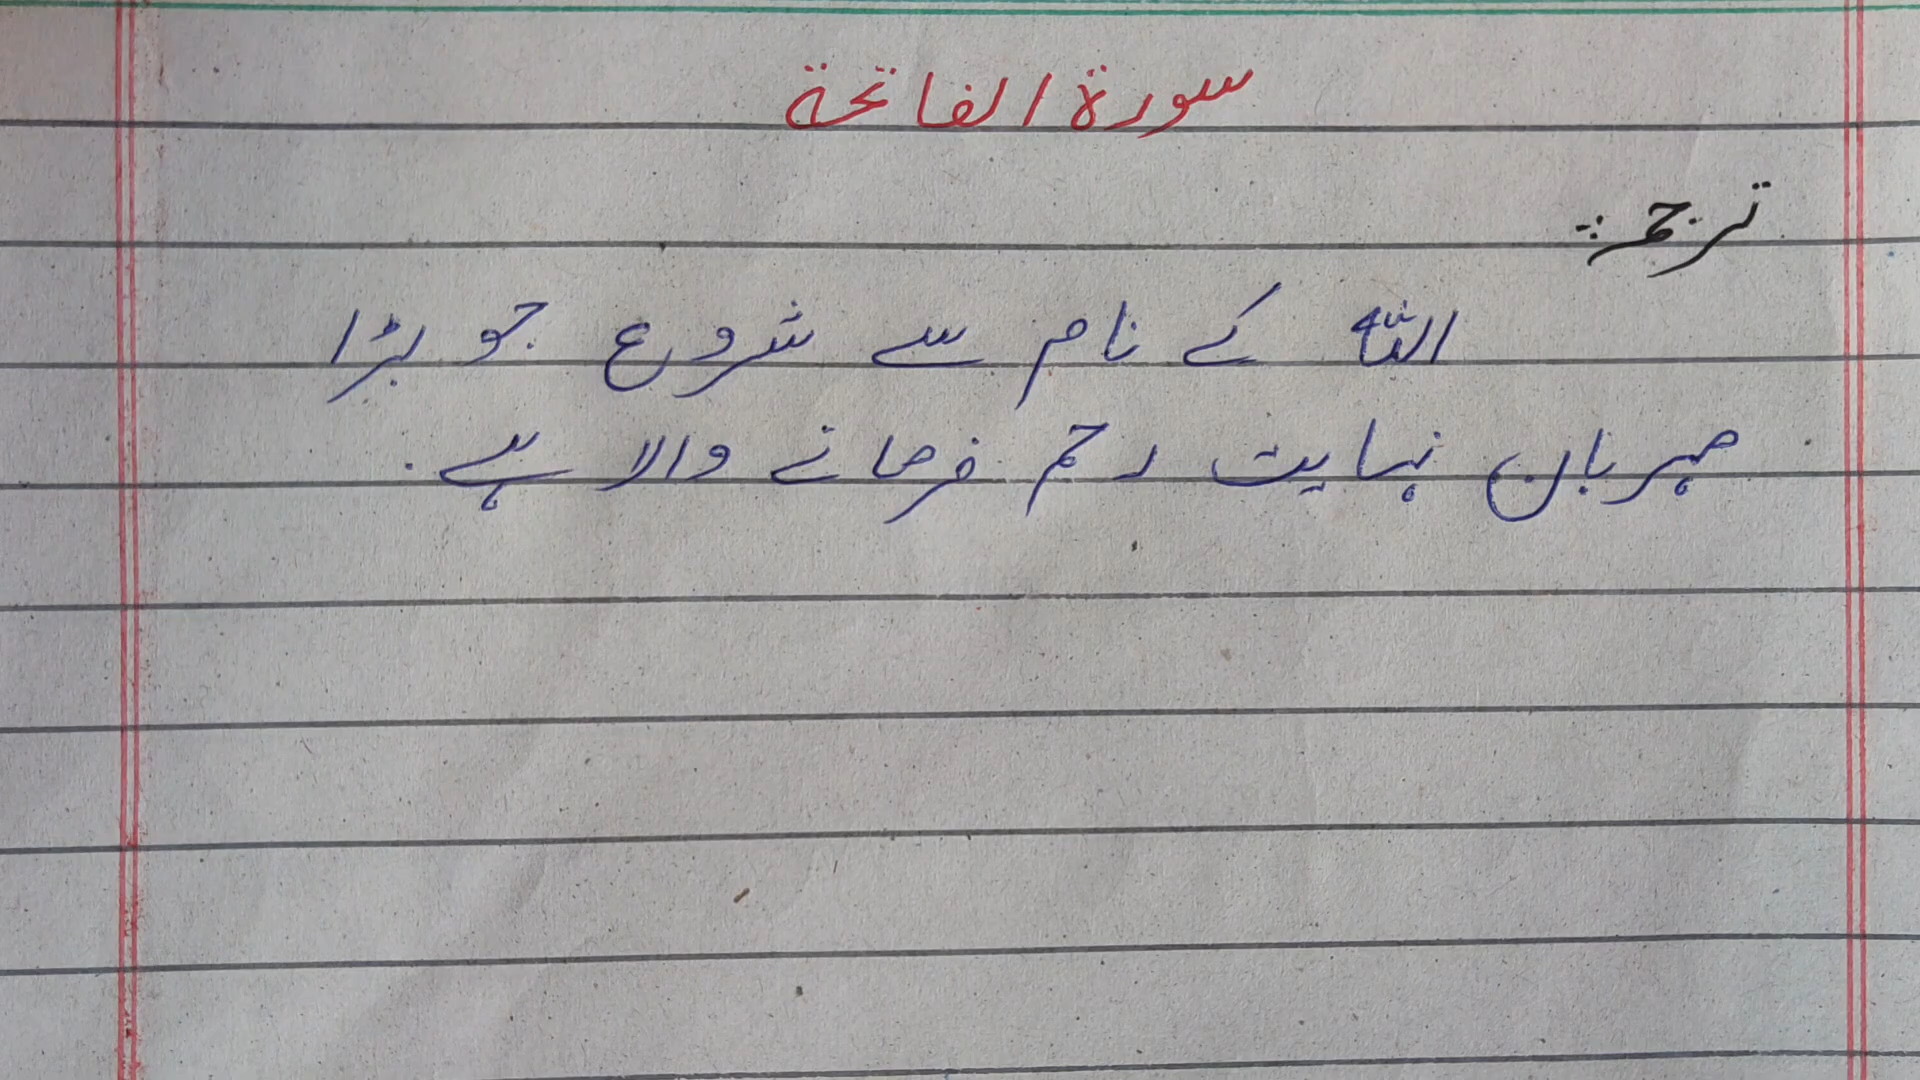 سورة الفاتحة
ترجمہ:-
اللہ کے نام سے شروع جو بڑا
مہربان نہایت رحم فرمانے والا ہے.